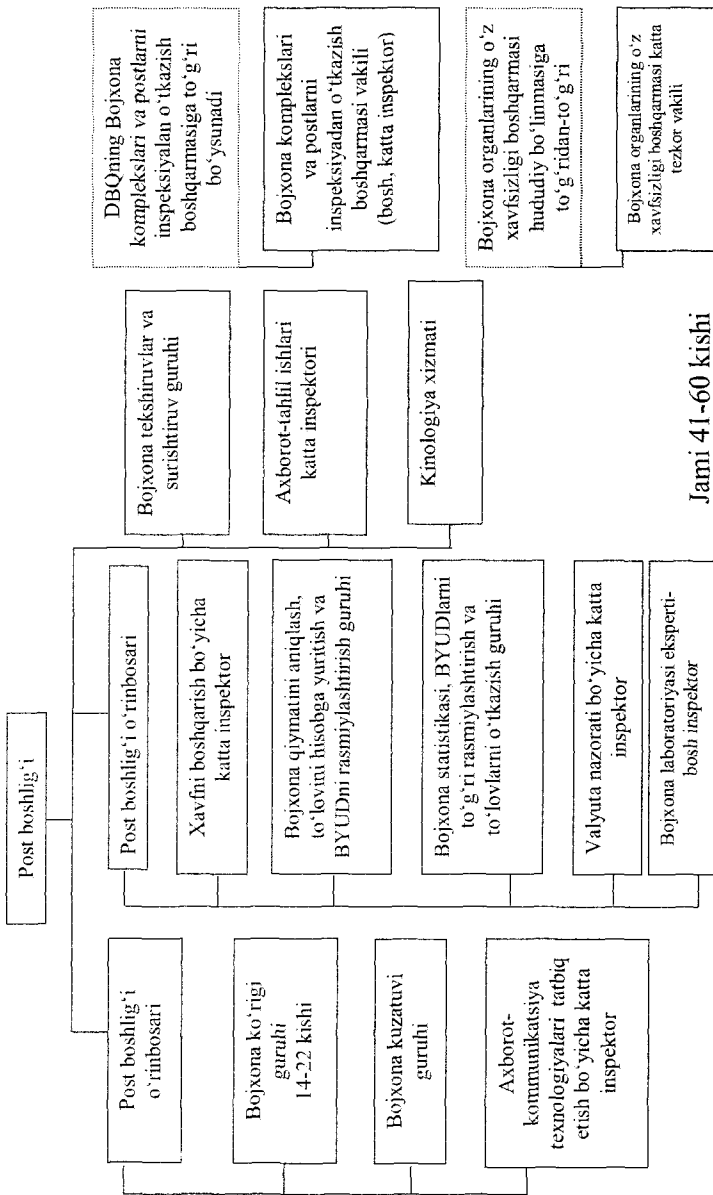 Post boshlig‘i
Post boshlig‘i
o‘rinbosari
Bojxona ko‘rigi
guruhi
14-22 kishi
Bojxona kuzatuvi
guruhi
Axborot-
kommunikatsiya
texnologiyalari tatbiq
etish bo‘yicha katta
inspektor
Post boshlig‘i o‘rinbosari
Xavfni boshqarish bo‘yicha
katta inspektor
Bojxona qiymatini aniqlash,
to‘lovini hisobga yuritish va
BYUDni rasmiylashtirish guruhi
Bojxona statistikasi, BYUDlarni
to‘g‘ri rasmiylashtirish va
to‘lovlarni o‘tkazish guruhi
Valyuta nazorati bo‘yicha katta
inspektor
Bojxona laboratoriyasi eksperti-
bosh inspektor
Bojxona tekshiruvlar va
surishtiruv guruhi
Axborot-tahlil ishlari
katta inspektori
Kinologiya xizmati
DBQning Bojxona
komplekslari va postlarni
inspeksiyalan o‘tkazish
boshqarmasiga to‘g‘ri
bo‘ysunadi
Bojxona komplekslari
va postlarni
inspeksiyadan o‘tkazish
boshqarmasi vakili
(bosh, katta inspektor)
Bojxona organlarining o‘z
xavfsizligi boshqarmasi
hududiy bo‘linmasiga
to‘g‘ridan-to‘g‘ri
Bojxona organlarining o‘z
xavfsizligi boshqarmasi katta
tezkor vakili
Jami 41-60 kishi